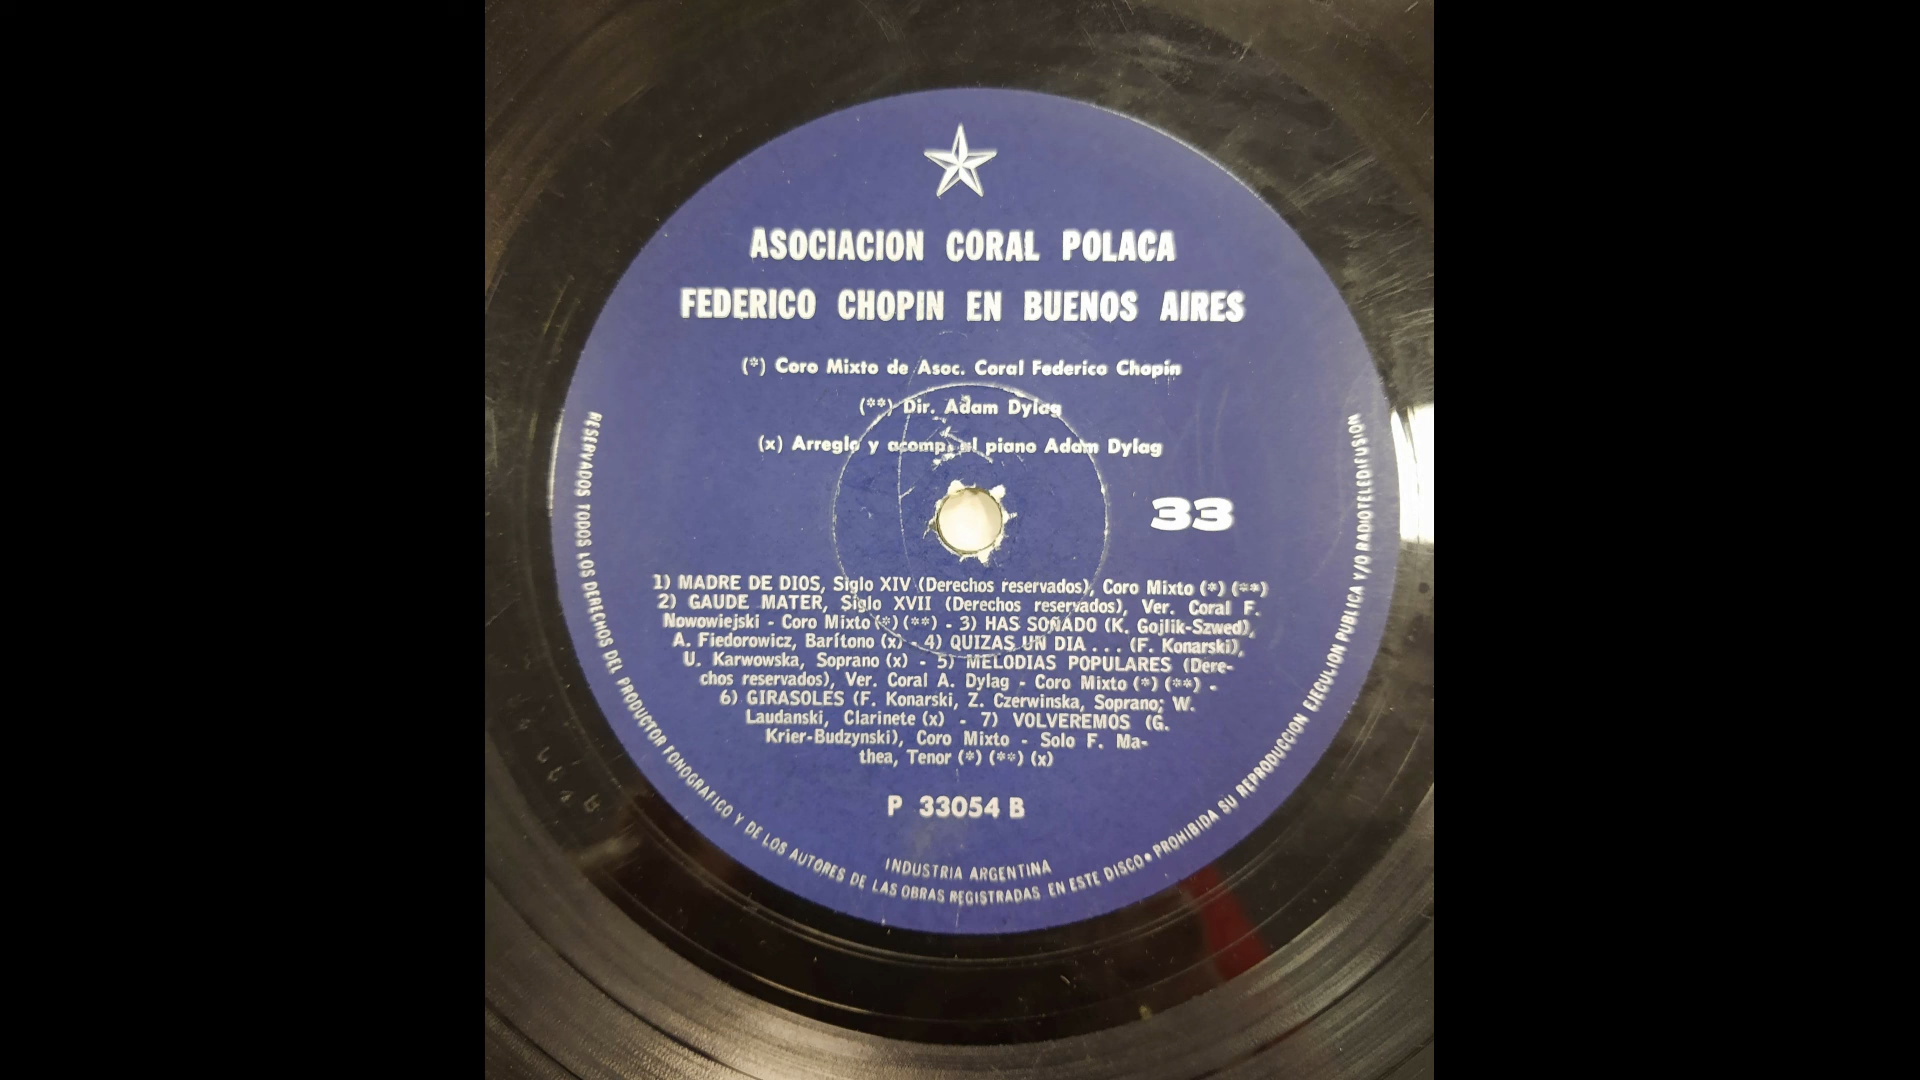 ASOCIACION CORAL POLACA
FEDERICO CHOPIN EN BUENOS AIRES
(*) Coro Mixto de Asoc. Coral Federico Chopin
(**) Dir. Adam Dylag
(x) Arreglo y acomp. al piano Adam Dylag
33
1) MADRE DE DIOS, Siglo XIV (Derechos reservados), Coro Mixto (*) (**)
2) GAUDE MATER, Siglo XVII (Derechos reservados), Ver. Coral F.
Nowowiejski - Coro Mixto (*) (**) - 3) HAS SOÑADO (K. Gojlik-Szwed),
A. Fiedorowicz, Barítono (x) - 4) QUIZAS UN DIA . . . (F. Konarski),
U. Karwowska, Soprano (x) - 5) MELODIAS POPULARES (Dere-
chos reservados), Ver. Coral A. Dylag - Coro Mixto (*) (**) -
6) GIRASOLES (F. Konarski, Z. Czerwinska, Soprano; W.
Laudanski, Clarinete (x) - 7) VOLVEREMOS (G.
Krier-Budzynski), Coro Mixto - Solo F. Ma-
thea, Tenor (*) (**) (x)
P 33054 B
INDUSTRIA ARGENTINA
RESERVADOS TODOS LOS DERECHOS DEL PRODUCTOR FONOGRAFICO Y DE LOS AUTORES DE LAS OBRAS REGISTRADAS EN ESTE DISCO • PROHIBIDA SU REPRODUCCION EJECUCION PUBLICA Y/O RADIOTELEDIFUSION